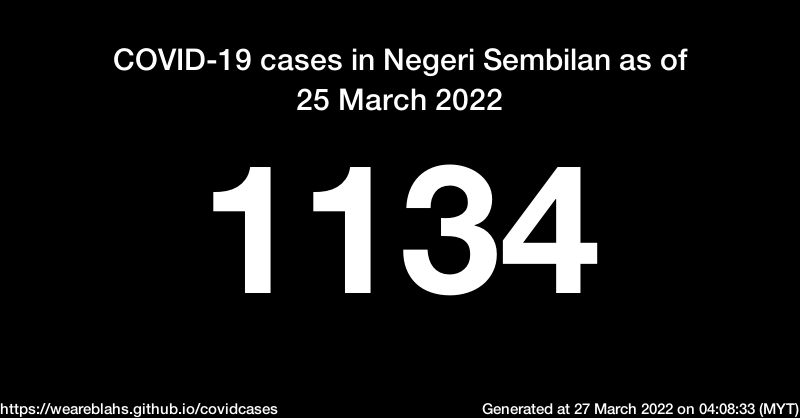 COVID-19 cases in Negeri Sembilan as of
25 March 2022
1134
https://weareblahs.github.io/covidcases
Generated at 27 March 2022 on 04:08:33 (MYT)